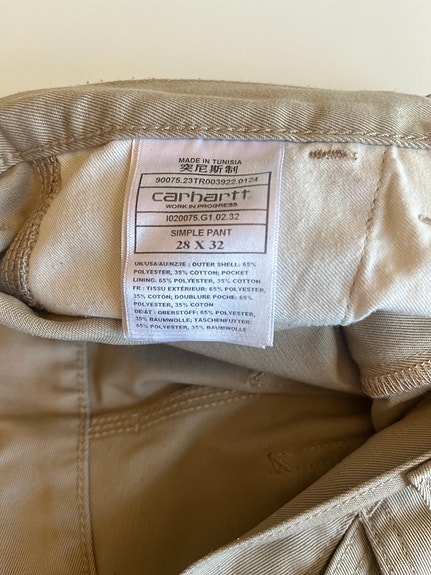 MADE IN TUNISIA
突尼斯制
90075.23TR003922.0124
carhartt
WORK IN PROGRESS
I020075.G1.02.32
SIMPLE PANT
28 X 32
UK/USA/AU/NZ/IE : OUTER SHELL: 65%
POLYESTER, 35% COTTON; POCKET
LINING: 65% POLYESTER, 35% COTTON
FR : TISSU EXTÉRIEUR: 65% POLYESTER,
35% COTON; DOUBLURE POCHE: 65%
POLYESTER, 35% COTON
DE/AT : OBERSTOFF: 65% POLYESTER,
35% BAUMWOLLE; TASCHENFUTTER:
65% POLYESTER, 35% BAUMWOLLE